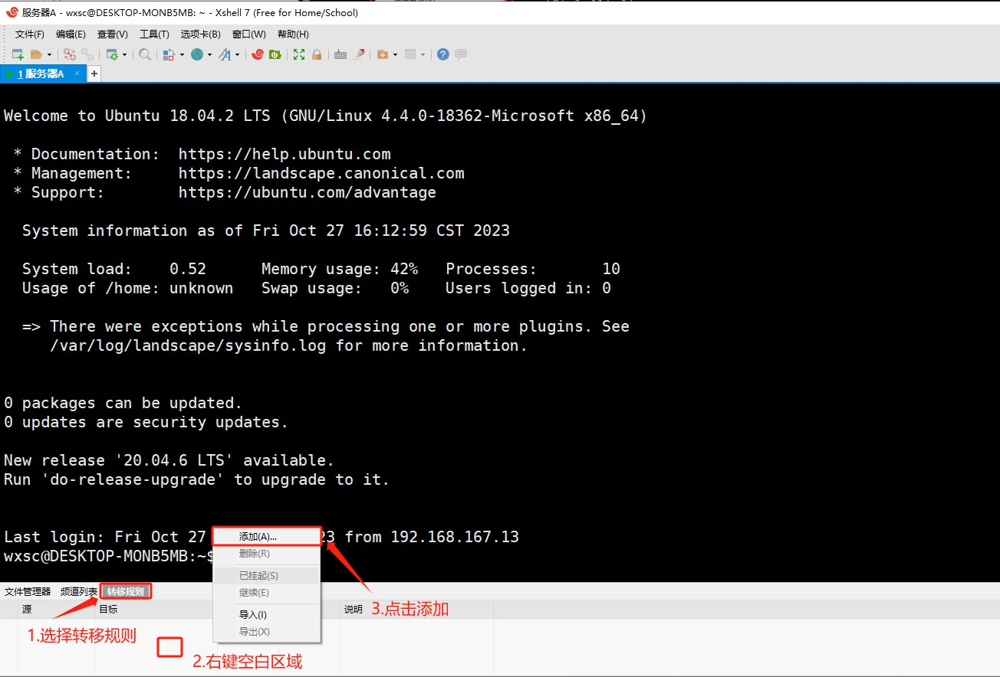 服务器A - wxsc@DESKTOP-MONB5MB: ~ - Xshell 7 (Free for Home/School)
文件(F) 编辑(E) 查看(V) 工具(T) 选项卡(B) 窗口(W) 帮助(H)
1 服务器A × +
Welcome to Ubuntu 18.04.2 LTS (GNU/Linux 4.4.0-18362-Microsoft x86_64)
* Documentation: https://help.ubuntu.com
* Management: https://landscape.canonical.com
* Support: https://ubuntu.com/advantage
System information as of Fri Oct 27 16:12:59 CST 2023
System load: 0.52 Memory usage: 42% Processes: 10
Usage of /home: unknown Swap usage: 0% Users logged in: 0
=> There were exceptions while processing one or more plugins. See
/var/log/landscape/sysinfo.log for more information.
0 packages can be updated.
0 updates are security updates.
New release '20.04.6 LTS' available.
Run 'do-release-upgrade' to upgrade to it.
Last login: Fri Oct 27 23 from 192.168.167.13
wxsc@DESKTOP-MONB5MB:~$
添加(A)...
删除(R)
已挂起(S)
继续(E)
导入(I)
导出(X)
文件管理器 频道列表 转移规则
源 目标 说明
3.点击添加
1.选择转移规则
2.右键空白区域